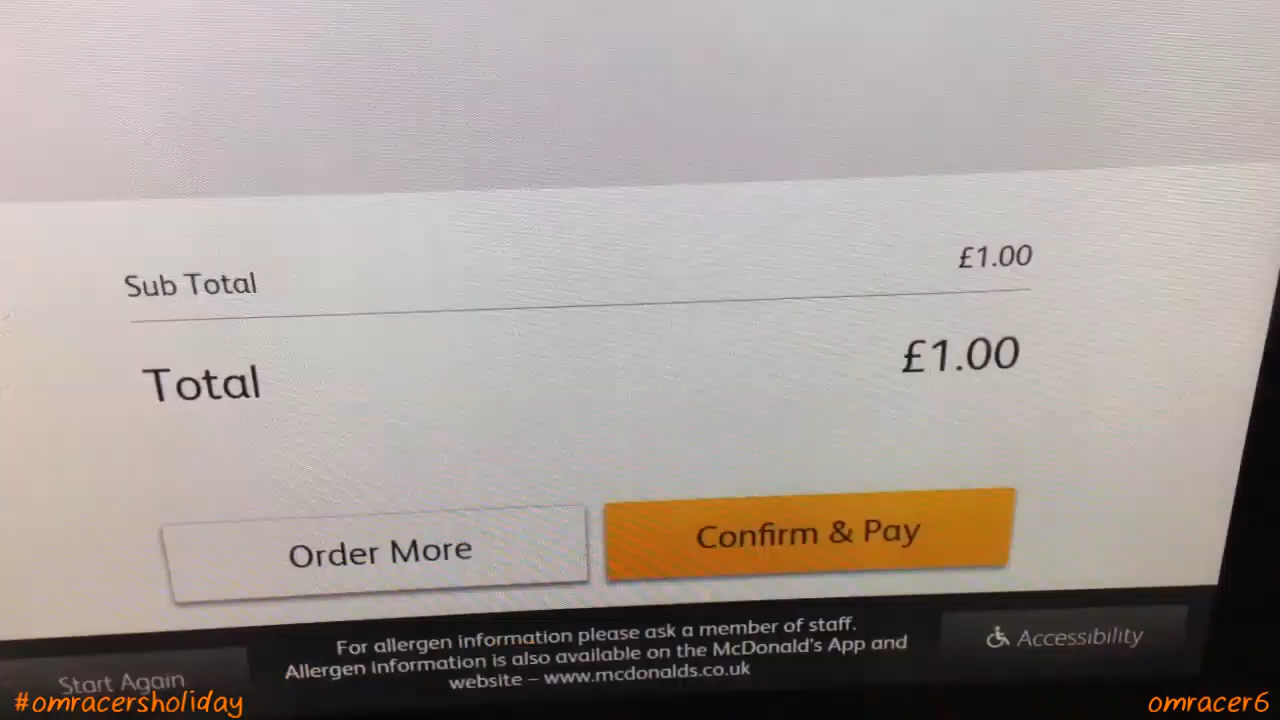 Sub Total £1.00
Total £1.00
Order More Confirm & Pay
For allergen information please ask a member of staff.
Allergen information is also available on the McDonald's App and
website – www.mcdonalds.co.uk
Accessibility
Start Again
#omracersholiday omracer6